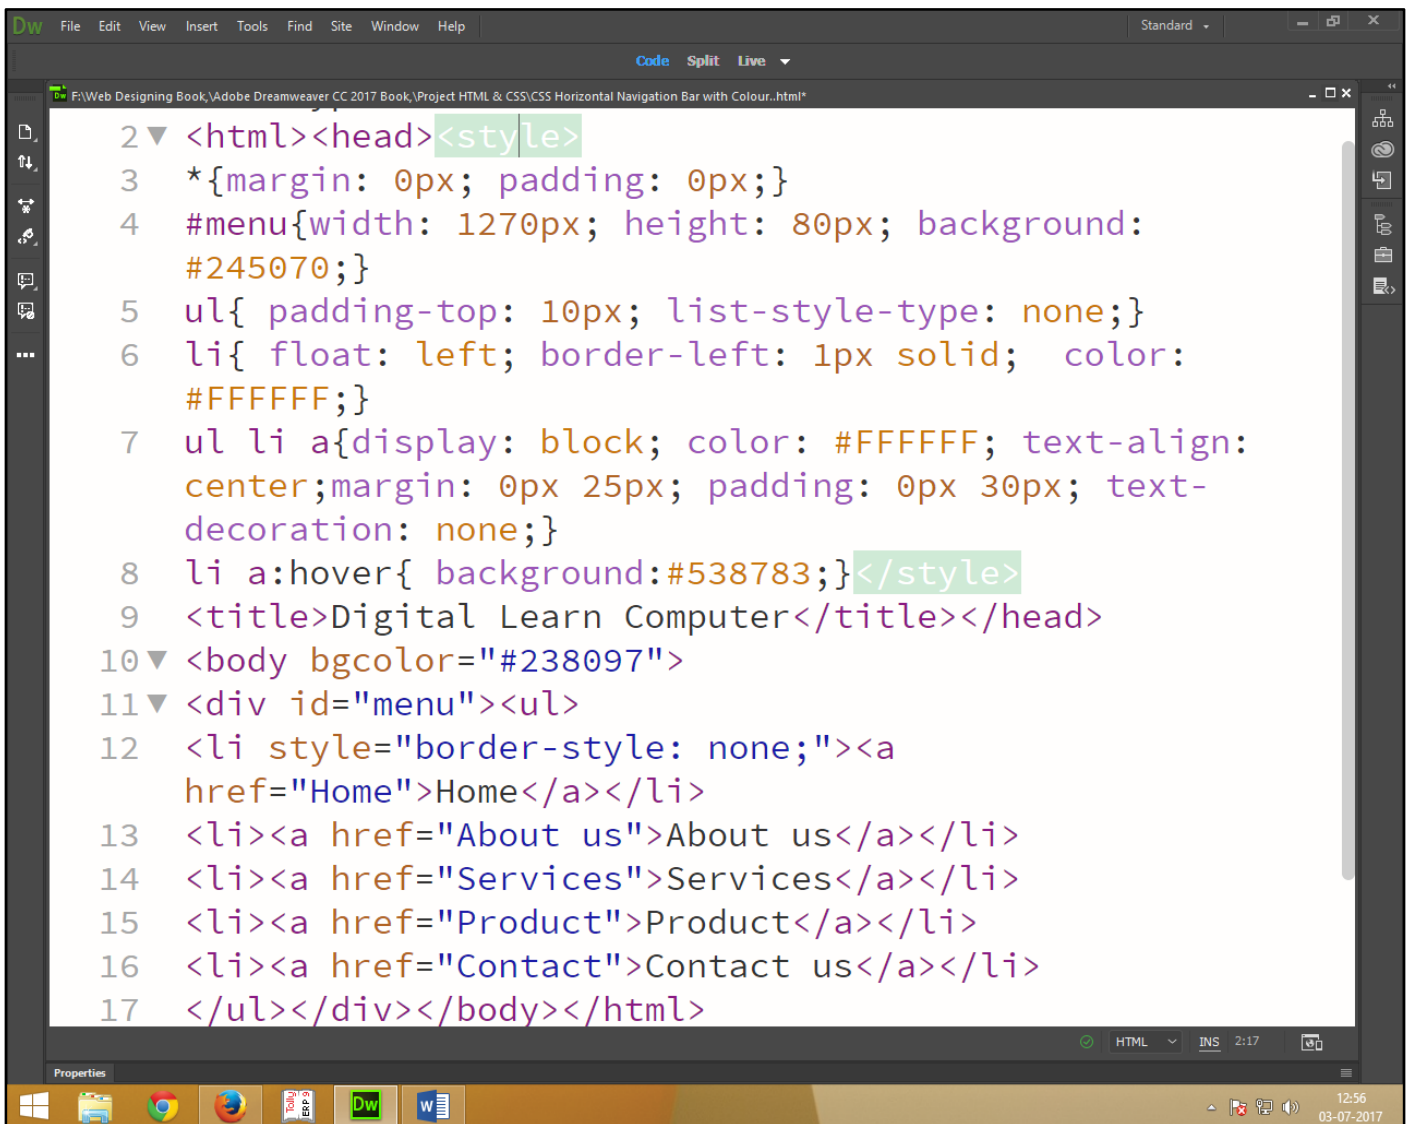 Dw File Edit View Insert Tools Find Site Window Help Standard
Code Split Live
F:\Web Designing Book,\Adobe Dreamweaver CC 2017 Book,\Project HTML & CSS\CSS Horizontal Navigation Bar with Colour..html*
2 <html><head><style>
3 *{margin: 0px; padding: 0px;}
4 #menu{width: 1270px; height: 80px; background:
#245070;}
5 ul{ padding-top: 10px; list-style-type: none;}
6 li{ float: left; border-left: 1px solid;  color:
#FFFFFF;}
7 ul li a{display: block; color: #FFFFFF; text-align:
center;margin: 0px 25px; padding: 0px 30px; text-
decoration: none;}
8 li a:hover{ background:#538783;}</style>
9 <title>Digital Learn Computer</title></head>
10 <body bgcolor="#238097">
11 <div id="menu"><ul>
12 <li style="border-style: none;"><a
href="Home">Home</a></li>
13 <li><a href="About us">About us</a></li>
14 <li><a href="Services">Services</a></li>
15 <li><a href="Product">Product</a></li>
16 <li><a href="Contact">Contact us</a></li>
17 </ul></div></body></html>
HTML INS 2:17
Properties
Tally ERP 9 Dw W
12:56
03-07-2017